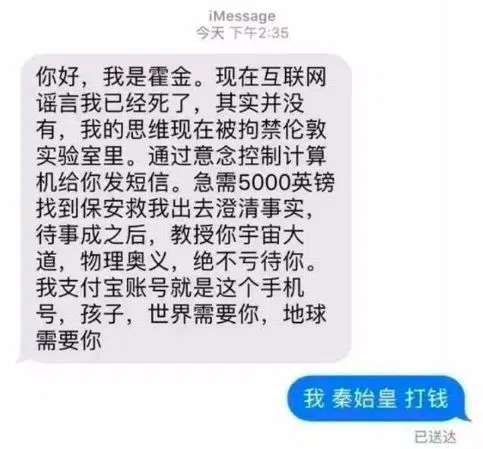 iMessage
今天 下午2:35
你好，我是霍金。现在互联网
谣言我已经死了，其实并没
有，我的思维现在被拘禁伦敦
实验室里。通过意念控制计算
机给你发短信。急需5000英镑
找到保安救我出去澄清事实，
待事成之后，教授你宇宙大
道，物理奥义，绝不亏待你。
我支付宝账号就是这个手机
号，孩子，世界需要你，地球
需要你
我 秦始皇 打钱
已送达